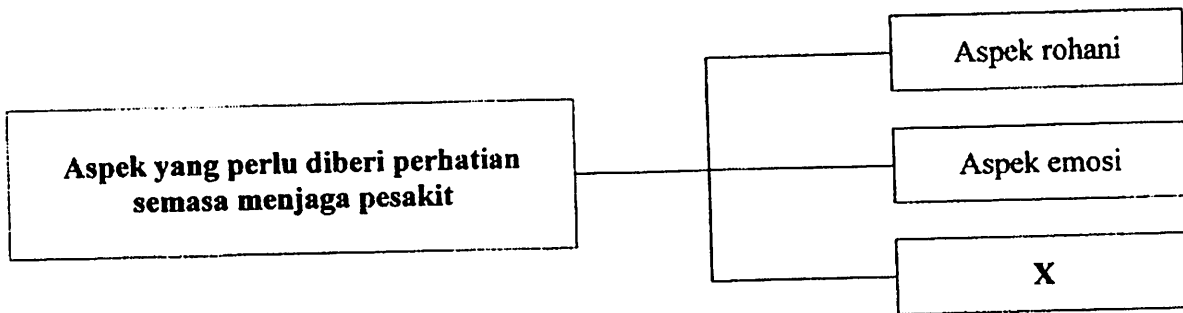 Aspek rohani
Aspek yang perlu diberi perhatian
semasa menjaga pesakit
Aspek emosi
X